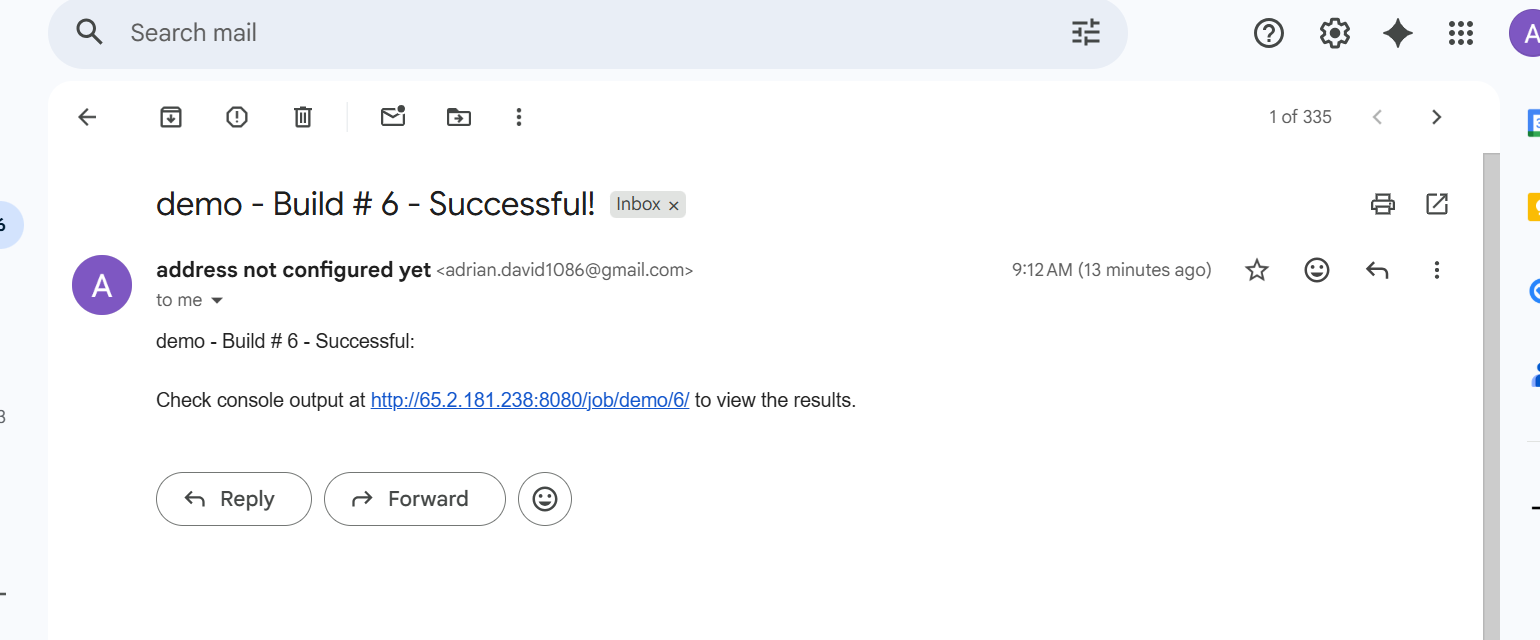 Search mail
A
1 of 335
demo - Build # 6 - Successful!
Inbox ×
A
address not configured yet <adrian.david1086@gmail.com>
9:12 AM (13 minutes ago)
to me
demo - Build # 6 - Successful:
Check console output at http://65.2.181.238:8080/job/demo/6/ to view the results.
Reply
Forward